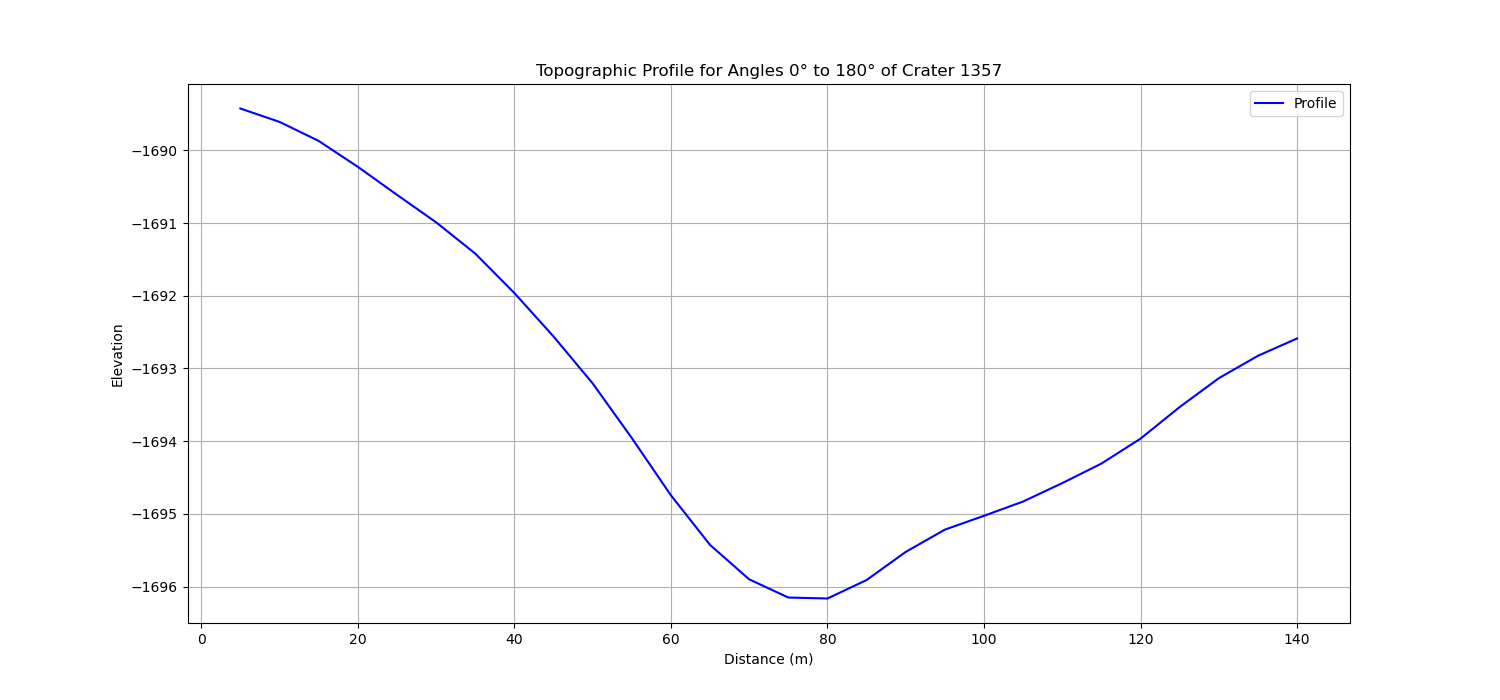 Topographic Profile for Angles 0° to 180° of Crater 1357
Profile
Elevation
−1690
−1691
−1692
−1693
−1694
−1695
−1696
0 20 40 60 80 100 120 140
Distance (m)